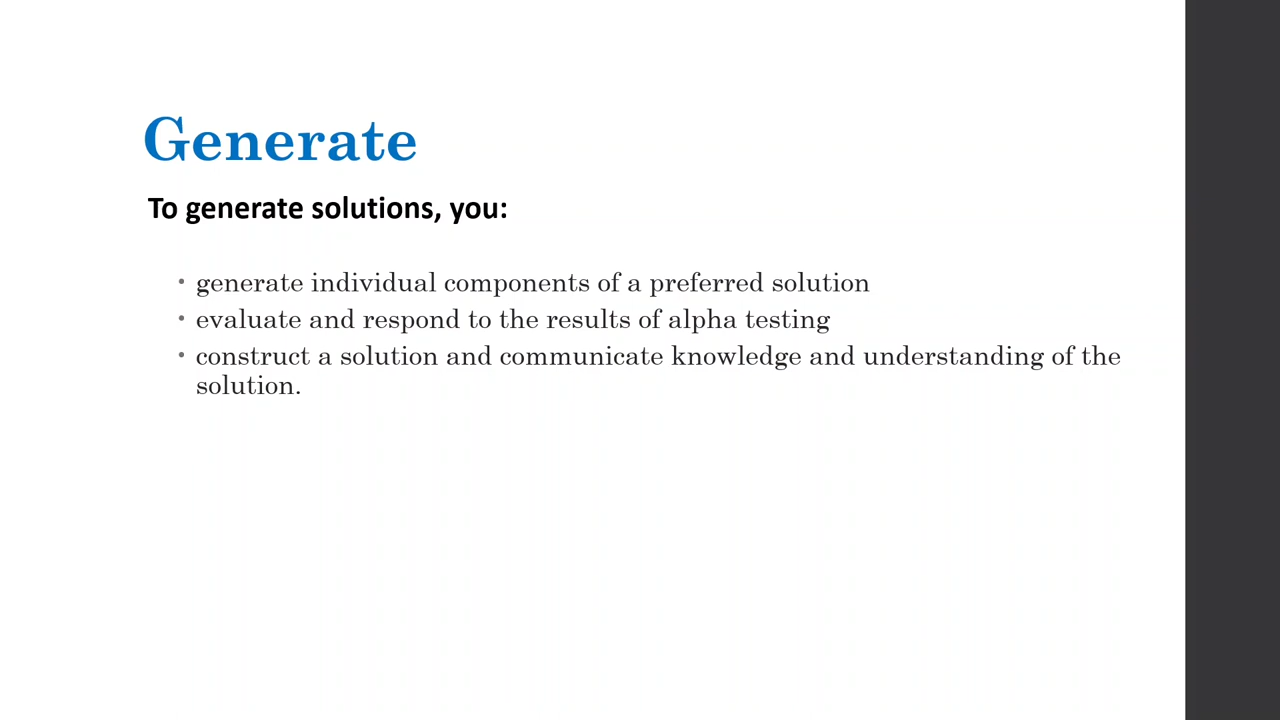 Generate
To generate solutions, you:
• generate individual components of a preferred solution
• evaluate and respond to the results of alpha testing
• construct a solution and communicate knowledge and understanding of the
solution.